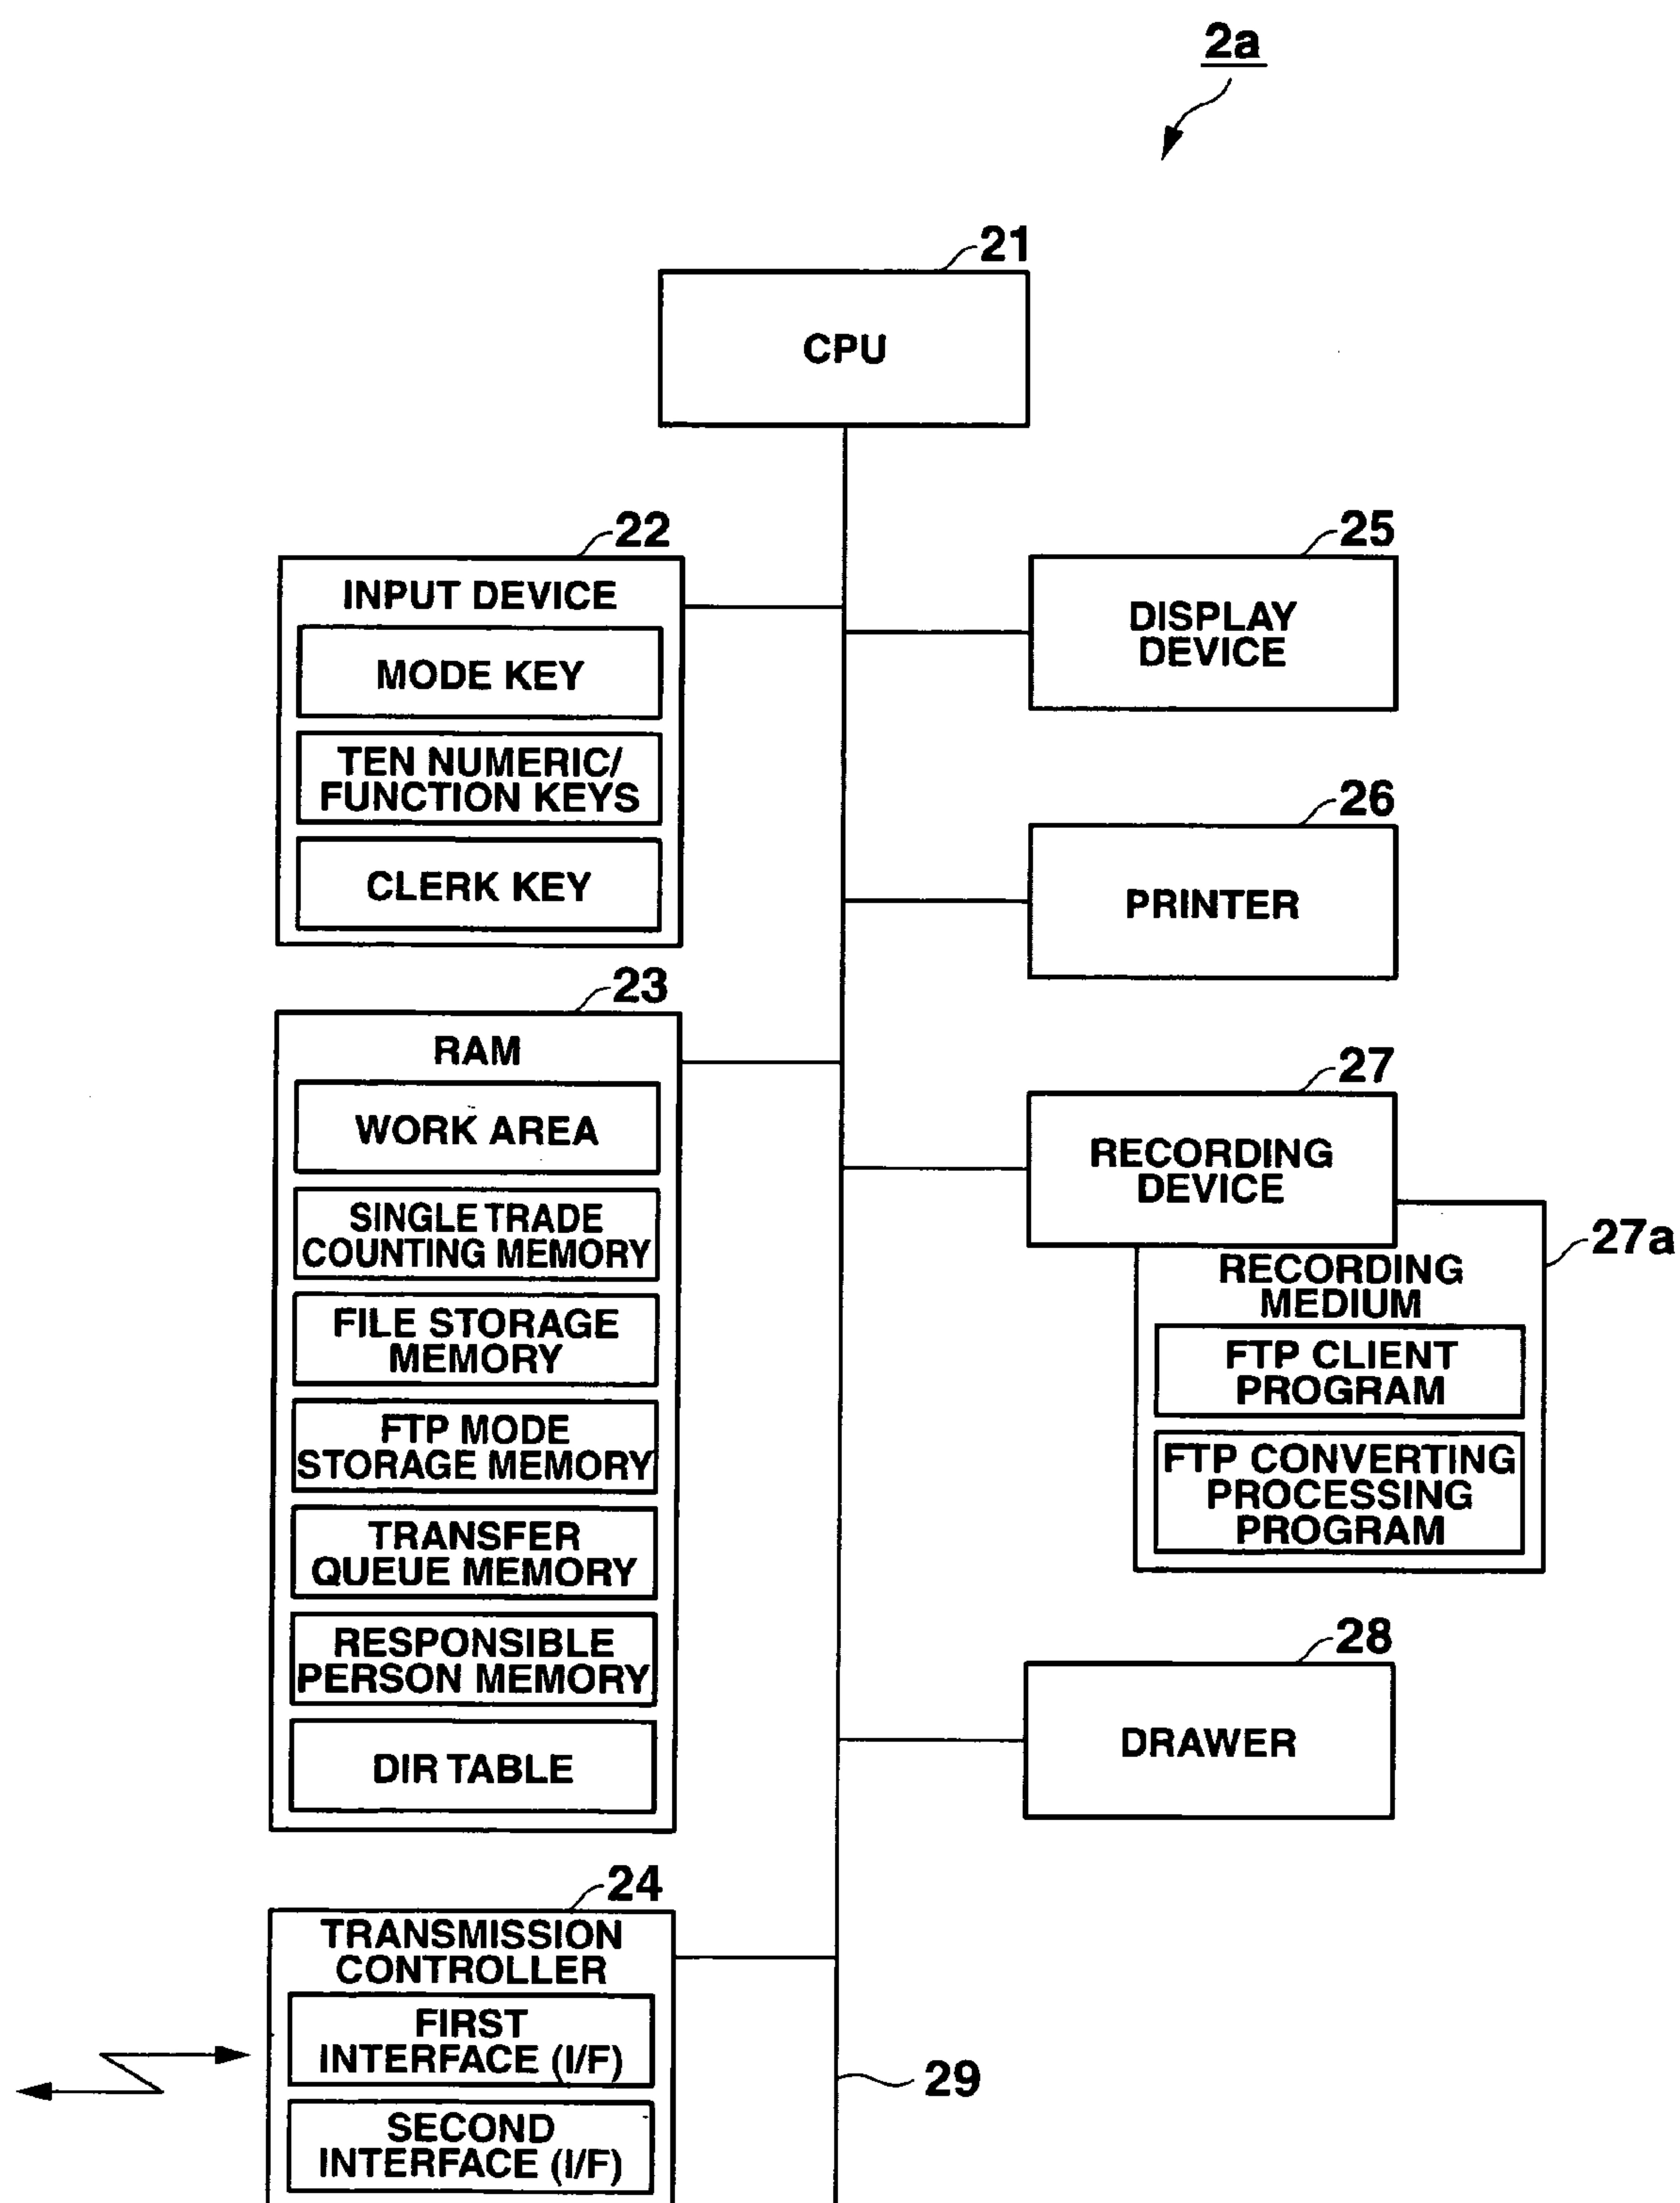 2a
21
CPU
22
INPUT DEVICE
MODE KEY
TEN NUMERIC/
FUNCTION KEYS
CLERK KEY
23
RAM
WORK AREA
SINGLE TRADE
COUNTING MEMORY
FILE STORAGE
MEMORY
FTP MODE
STORAGE MEMORY
TRANSFER
QUEUE MEMORY
RESPONSIBLE
PERSON MEMORY
DIR TABLE
24
TRANSMISSION
CONTROLLER
FIRST
INTERFACE (I/F)
SECOND
INTERFACE (I/F)
25
DISPLAY
DEVICE
26
PRINTER
27
RECORDING
DEVICE
27a
RECORDING
MEDIUM
FTP CLIENT
PROGRAM
FTP CONVERTING
PROCESSING
PROGRAM
28
DRAWER
29